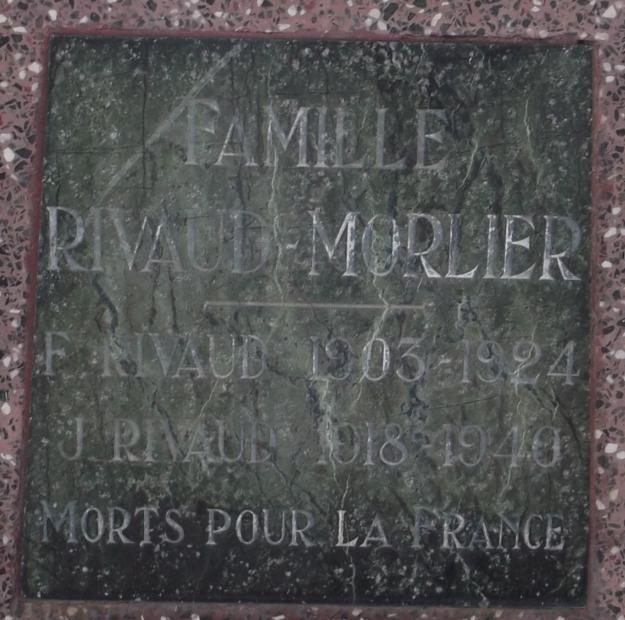 FAMILLE
RIVAUD-MORLIER
F. RIVAUD 1903-1924
J. RIVAUD 1918-1940
MORTS POUR LA FRANCE